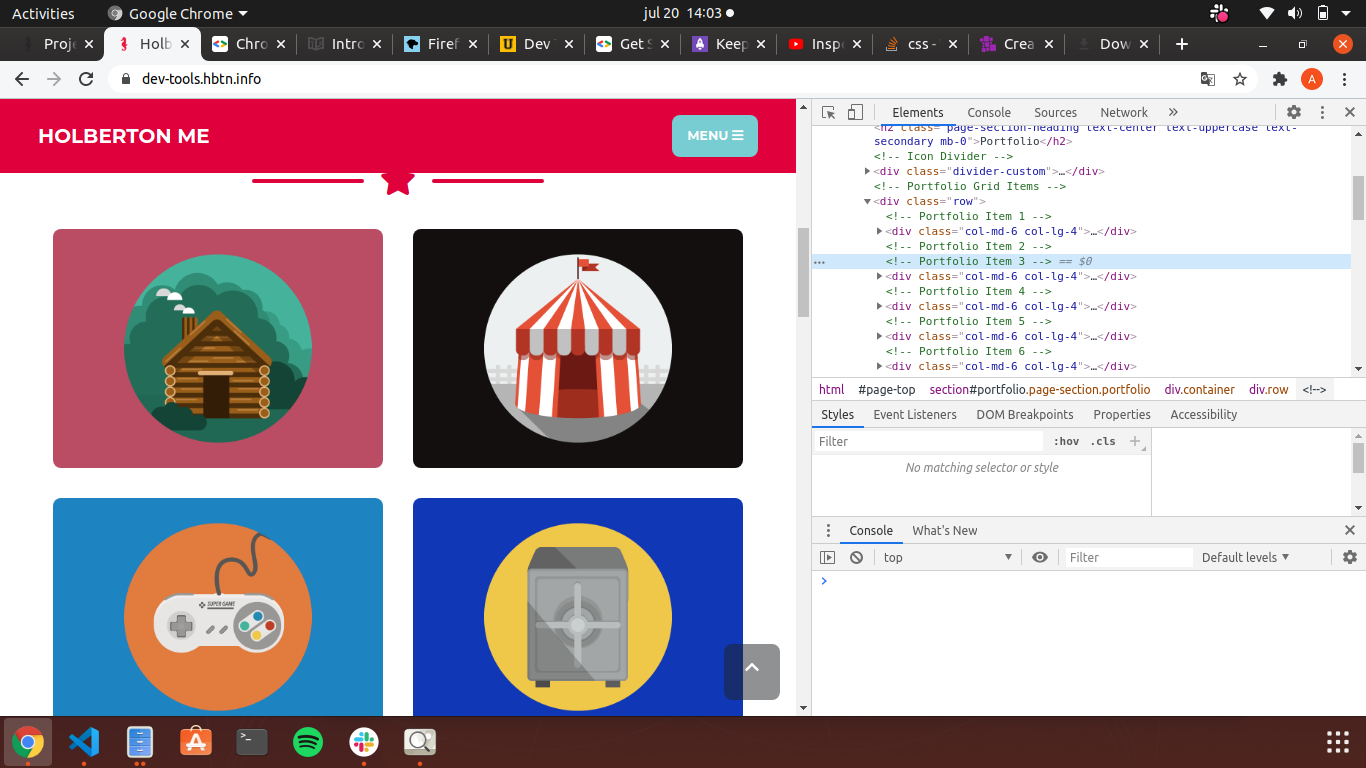 Activities Google Chrome jul 20 14:03
Proje Holb Chro Intro Firef Dev Get S Keep Inspe css - Crea Dow
dev-tools.hbtn.info A
HOLBERTON ME
MENU
SUPER GAME
Elements Console Sources Network »
<h2 class="page-section-heading text-center text-uppercase text-
secondary mb-0">Portfolio</h2>
<!-- Icon Divider -->
<div class="divider-custom">…</div>
<!-- Portfolio Grid Items -->
<div class="row">
<!-- Portfolio Item 1 -->
<div class="col-md-6 col-lg-4">…</div>
<!-- Portfolio Item 2 -->
<!-- Portfolio Item 3 --> == $0
<div class="col-md-6 col-lg-4">…</div>
<!-- Portfolio Item 4 -->
<div class="col-md-6 col-lg-4">…</div>
<!-- Portfolio Item 5 -->
<div class="col-md-6 col-lg-4">…</div>
<!-- Portfolio Item 6 -->
<div class="col-md-6 col-lg-4">…</div>
html #page-top section#portfolio.page-section.portfolio div.container div.row <!-->
Styles Event Listeners DOM Breakpoints Properties Accessibility
Filter :hov .cls +
No matching selector or style
Console What's New
top Filter Default levels
>